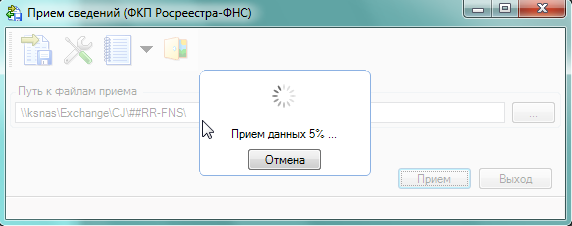 Прием сведений (ФКП Росреестра-ФНС)
Путь к файлам приема
\\ksnas\Exchange\CJ\##RR-FNS\
...
Прием данных 5% ...
Отмена
Прием
Выход